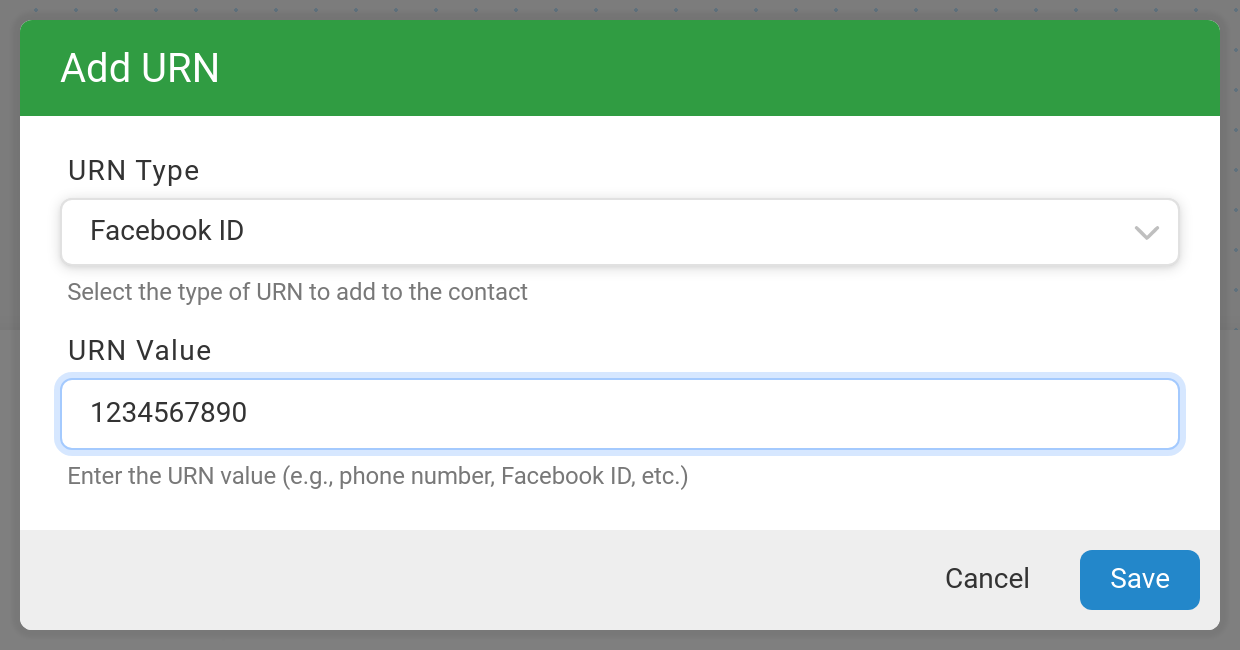 Add URN
URN Type
Facebook ID
Select the type of URN to add to the contact
URN Value
1234567890
Enter the URN value (e.g., phone number, Facebook ID, etc.)
Cancel
Save